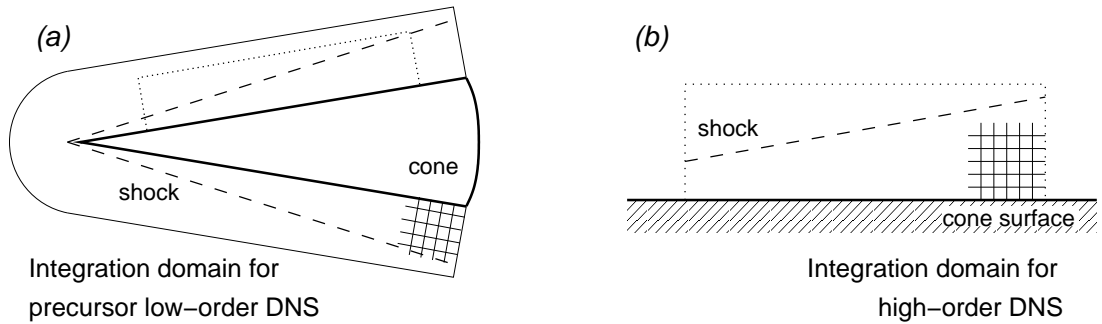 (a)
cone
shock
Integration domain for
precursor low−order DNS
(b)
shock
cone surface
Integration domain for
high−order DNS